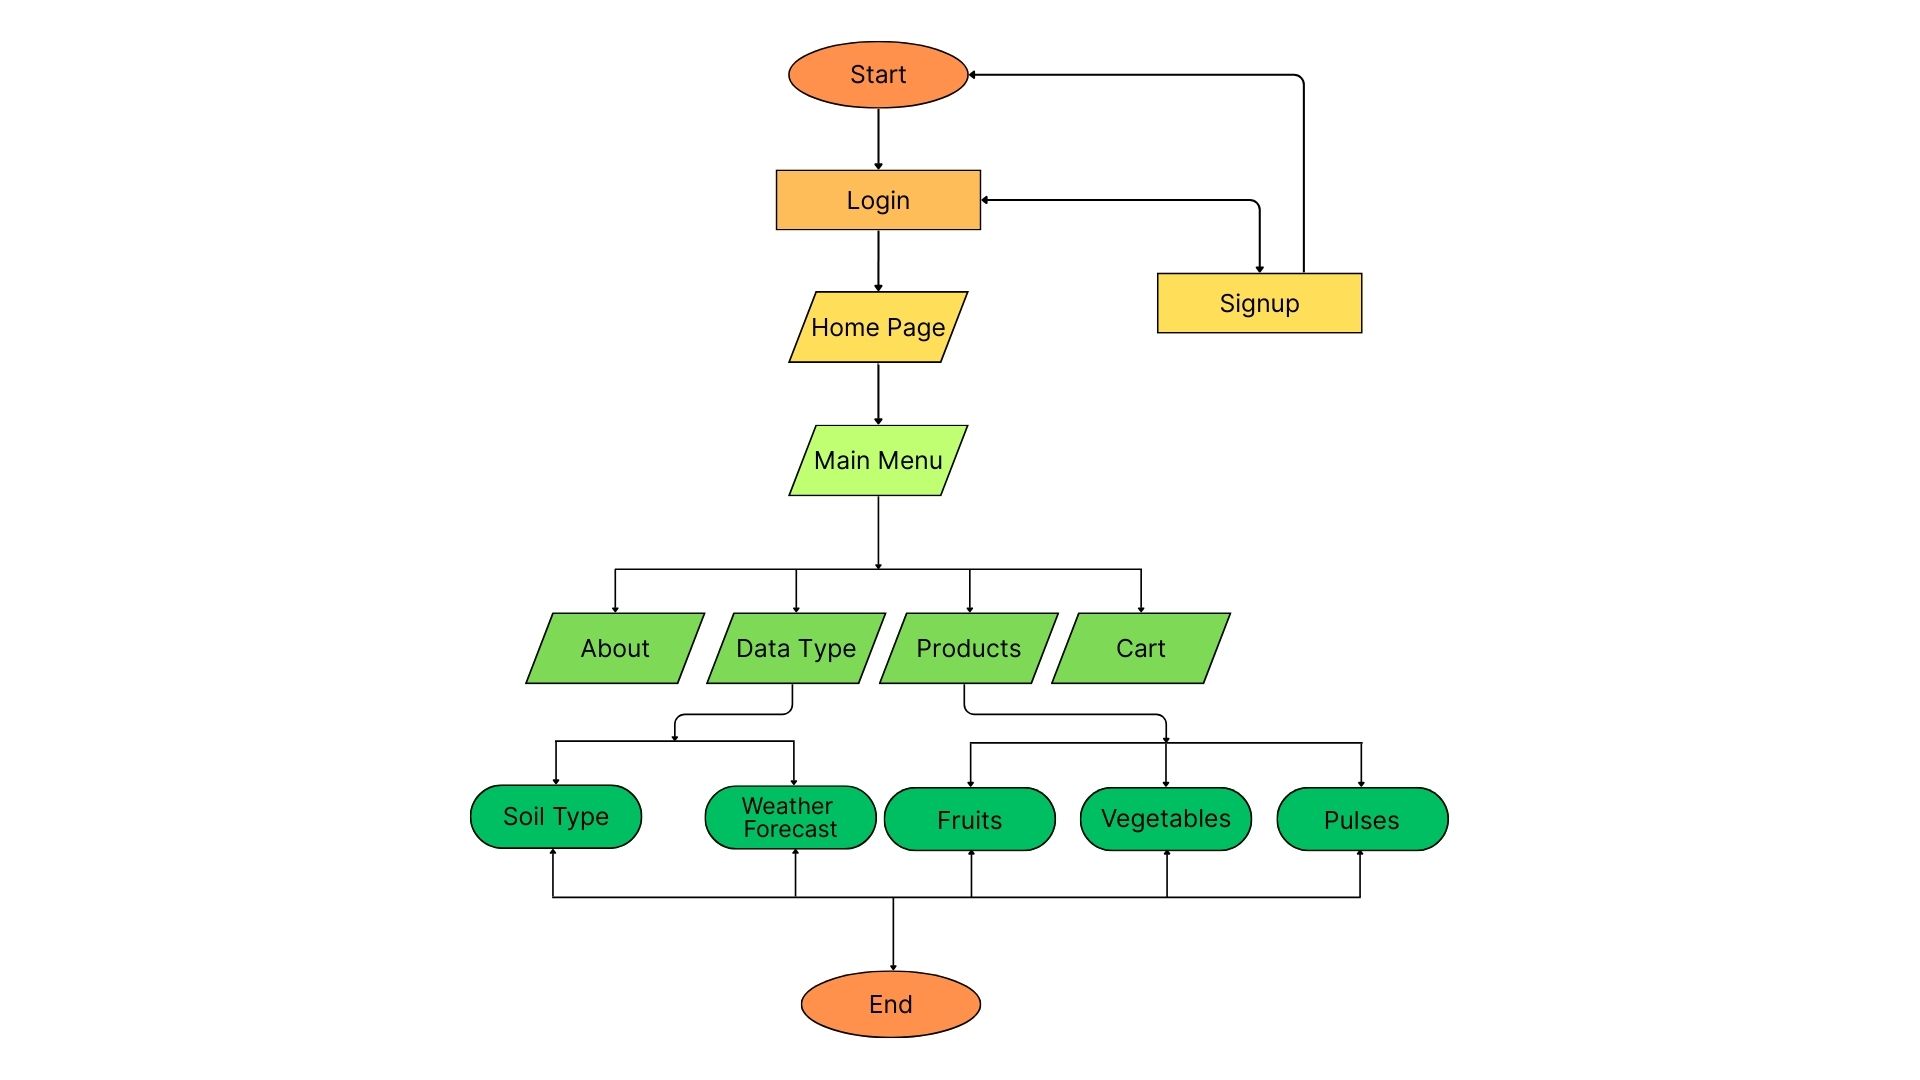 Start
Login
Signup
Home Page
Main Menu
About
Data Type
Products
Cart
Soil Type
Weather
Forecast
Fruits
Vegetables
Pulses
End